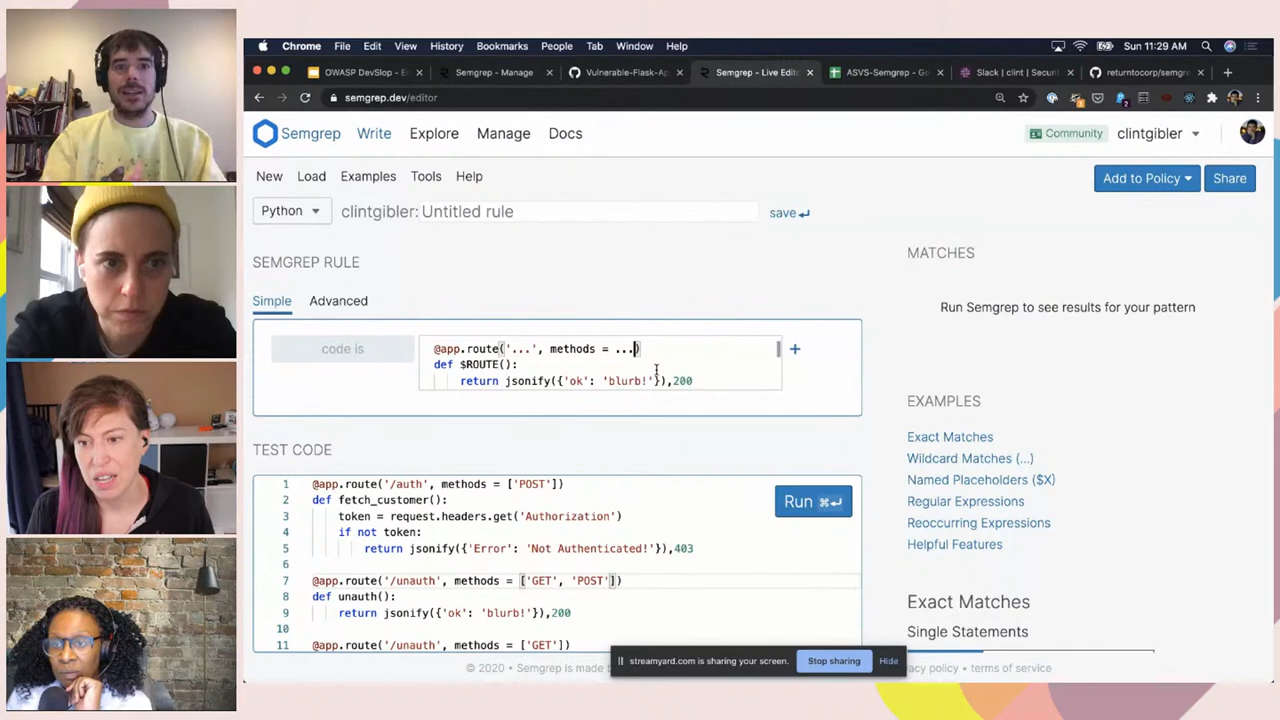 Chrome File Edit View History Bookmarks People Tab Window Help Sun 11:29 AM
OWASP DevSlop - E
Semgrep - Manage
Vulnerable-Flask-Ap
Semgrep - Live Edito
ASVS-Semgrep - Go
Slack | clint | Securi
returntocorp/semgre
semgrep.dev/editor
Semgrep Write Explore Manage Docs
Community clintgibler
New Load Examples Tools Help
Add to Policy Share
Python clintgibler: Untitled rule save
SEMGREP RULE
Simple Advanced
code is
@app.route('...', methods = ...)
def $ROUTE():
return jsonify({'ok': 'blurb!'}),200
TEST CODE
1 @app.route('/auth', methods = ['POST'])
2 def fetch_customer():
3 token = request.headers.get('Authorization')
4 if not token:
5 return jsonify({'Error': 'Not Authenticated!'}),403
6
7 @app.route('/unauth', methods = ['GET', 'POST'])
8 def unauth():
9 return jsonify({'ok': 'blurb!'}),200
10
11 @app.route('/unauth', methods = ['GET'])
Run ⌘↵
MATCHES
Run Semgrep to see results for your pattern
EXAMPLES
Exact Matches
Wildcard Matches (...)
Named Placeholders ($X)
Regular Expressions
Reoccurring Expressions
Helpful Features
Exact Matches
Single Statements
streamyard.com is sharing your screen. Stop sharing Hide
© 2020 • Semgrep is made b
vacy policy • terms of service